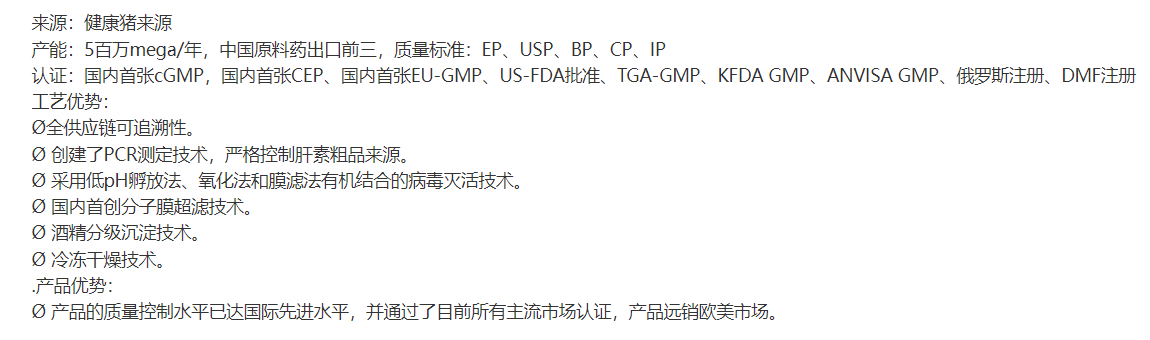 来源：健康猪来源
产能：5百万mega/年，中国原料药出口前三，质量标准：EP、USP、BP、CP、IP
认证：国内首张cGMP，国内首张CEP、国内首张EU-GMP、US-FDA批准、TGA-GMP、KFDA GMP、ANVISA GMP、俄罗斯注册、DMF注册
工艺优势：
Ø全供应链可追溯性。
Ø 创建了PCR测定技术，严格控制肝素粗品来源。
Ø 采用低pH孵放法、氧化法和膜滤法有机结合的病毒灭活技术。
Ø 国内首创分子膜超滤技术。
Ø 酒精分级沉淀技术。
Ø 冷冻干燥技术。
.产品优势：
Ø 产品的质量控制水平已达国际先进水平，并通过了目前所有主流市场认证，产品远销欧美市场。